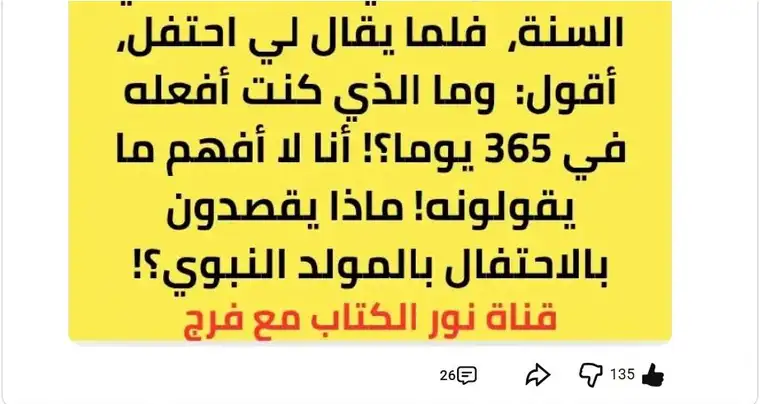 السنة, فلما يقال لي احتفل,
أقول: وما الذي كنت أفعله
في 365 يوما؟! أنا لا أفهم ما
يقولونه! ماذا يقصدون
بالاحتفال بالمولد النبوي؟!
قناة نور الكتاب مع فرج
135 26